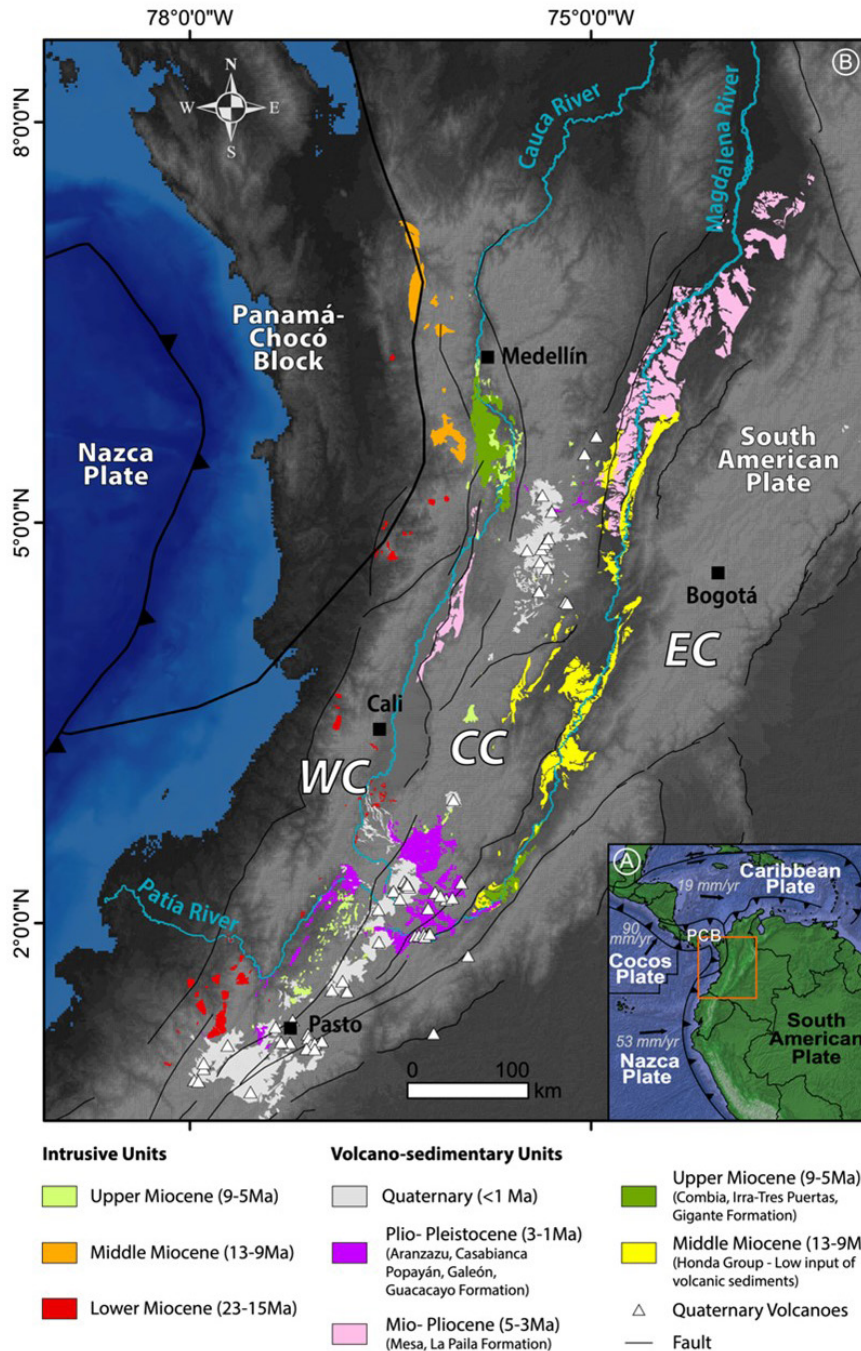 78°0'0"W
75°0'0"W
B
N
W
E
S
8°0'0"N
5°0'0"N
2°0'0"N
Cauca River
Magdalena River
Panamá-
Chocó
Block
Medellín
Nazca
Plate
South
American
Plate
Bogotá
EC
Cali
CC
WC
Patía River
Pasto
0
100
km
A
Caribbean
Plate
19 mm/yr
90
mm/yr
PCB
Cocos
Plate
53 mm/yr
Nazca
Plate
South
American
Plate
Intrusive Units
Upper Miocene (9-5Ma)
Middle Miocene (13-9Ma)
Lower Miocene (23-15Ma)
Volcano-sedimentary Units
Quaternary (<1 Ma)
Plio- Pleistocene (3-1Ma)
(Aranzazu, Casabianca
Popayán, Galeón,
Guacacayo Formation)
Mio- Pliocene (5-3Ma)
(Mesa, La Paila Formation)
Upper Miocene (9-5Ma)
(Combia, Irra-Tres Puertas,
Gigante Formation)
Middle Miocene (13-9M
(Honda Group - Low input of
volcanic sediments)
Quaternary Volcanoes
Fault